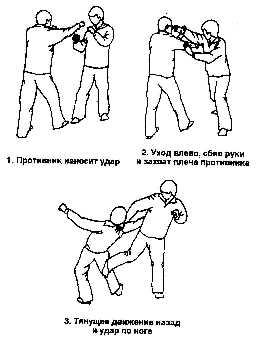 1. Противник наносит удар
2. Уход влево, сбив руки
и захват плеча противника
3. Тянущее движение назад
и удар по ноге